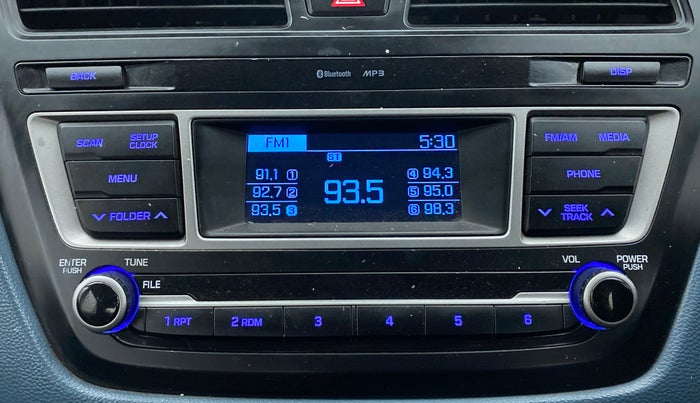 BACK
Bluetooth MP3
DISP
SCAN
SETUP CLOCK
MENU
FOLDER
FM1 5:30
ST
91.1 1
92.7 2
93.5 3
93.5
4 94.3
5 95.0
6 98.3
FM/AM MEDIA
PHONE
SEEK TRACK
ENTER PUSH
TUNE
FILE
VOL
POWER PUSH
1 RPT 2 RDM 3 4 5 6